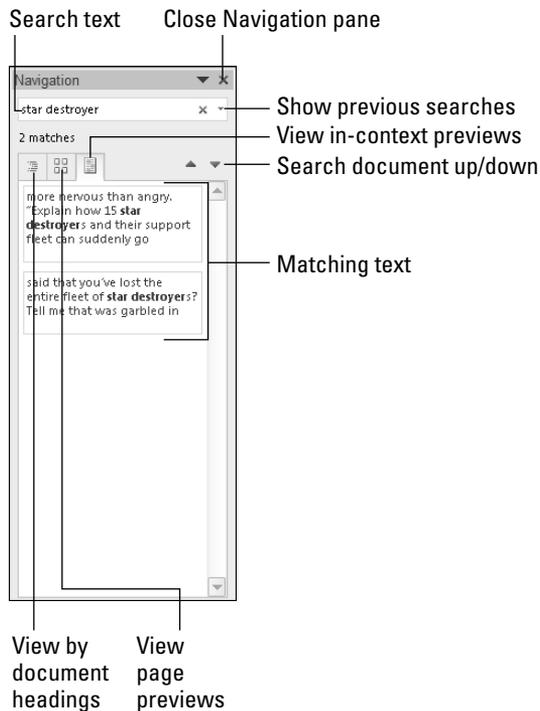 Search text
Close Navigation pane
Navigation
star destroyer
Show previous searches
2 matches
View in-context previews
Search document up/down
more nervous than angry.
"Explain how 15 star
destroyers and their support
fleet can suddenly go
Matching text
said that you've lost the
entire fleet of star destroyers?
Tell me that was garbled in
View by
document
headings
View
page
previews